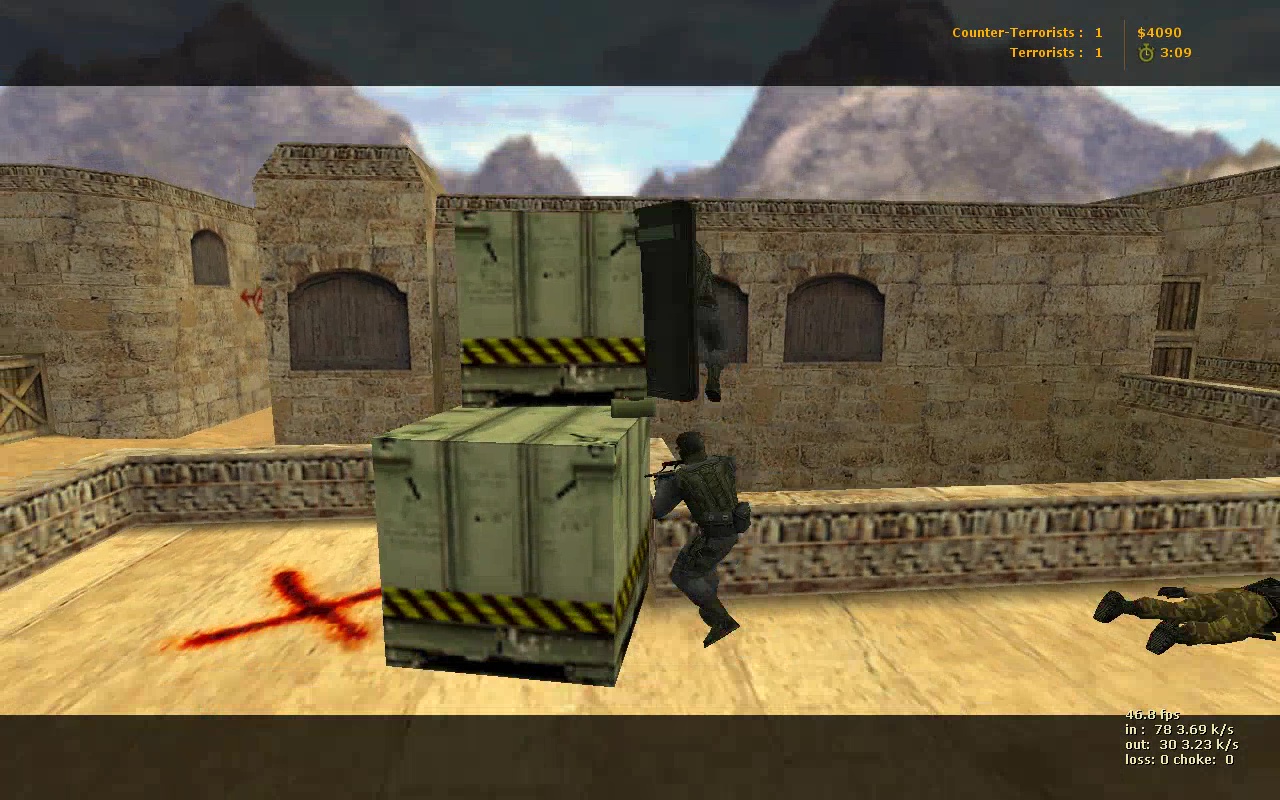 Counter-Terrorists : 1 $4090
Terrorists : 1 3:09
46.8 fps
in : 78 3.69 k/s
out: 30 3.23 k/s
loss: 0 choke: 0